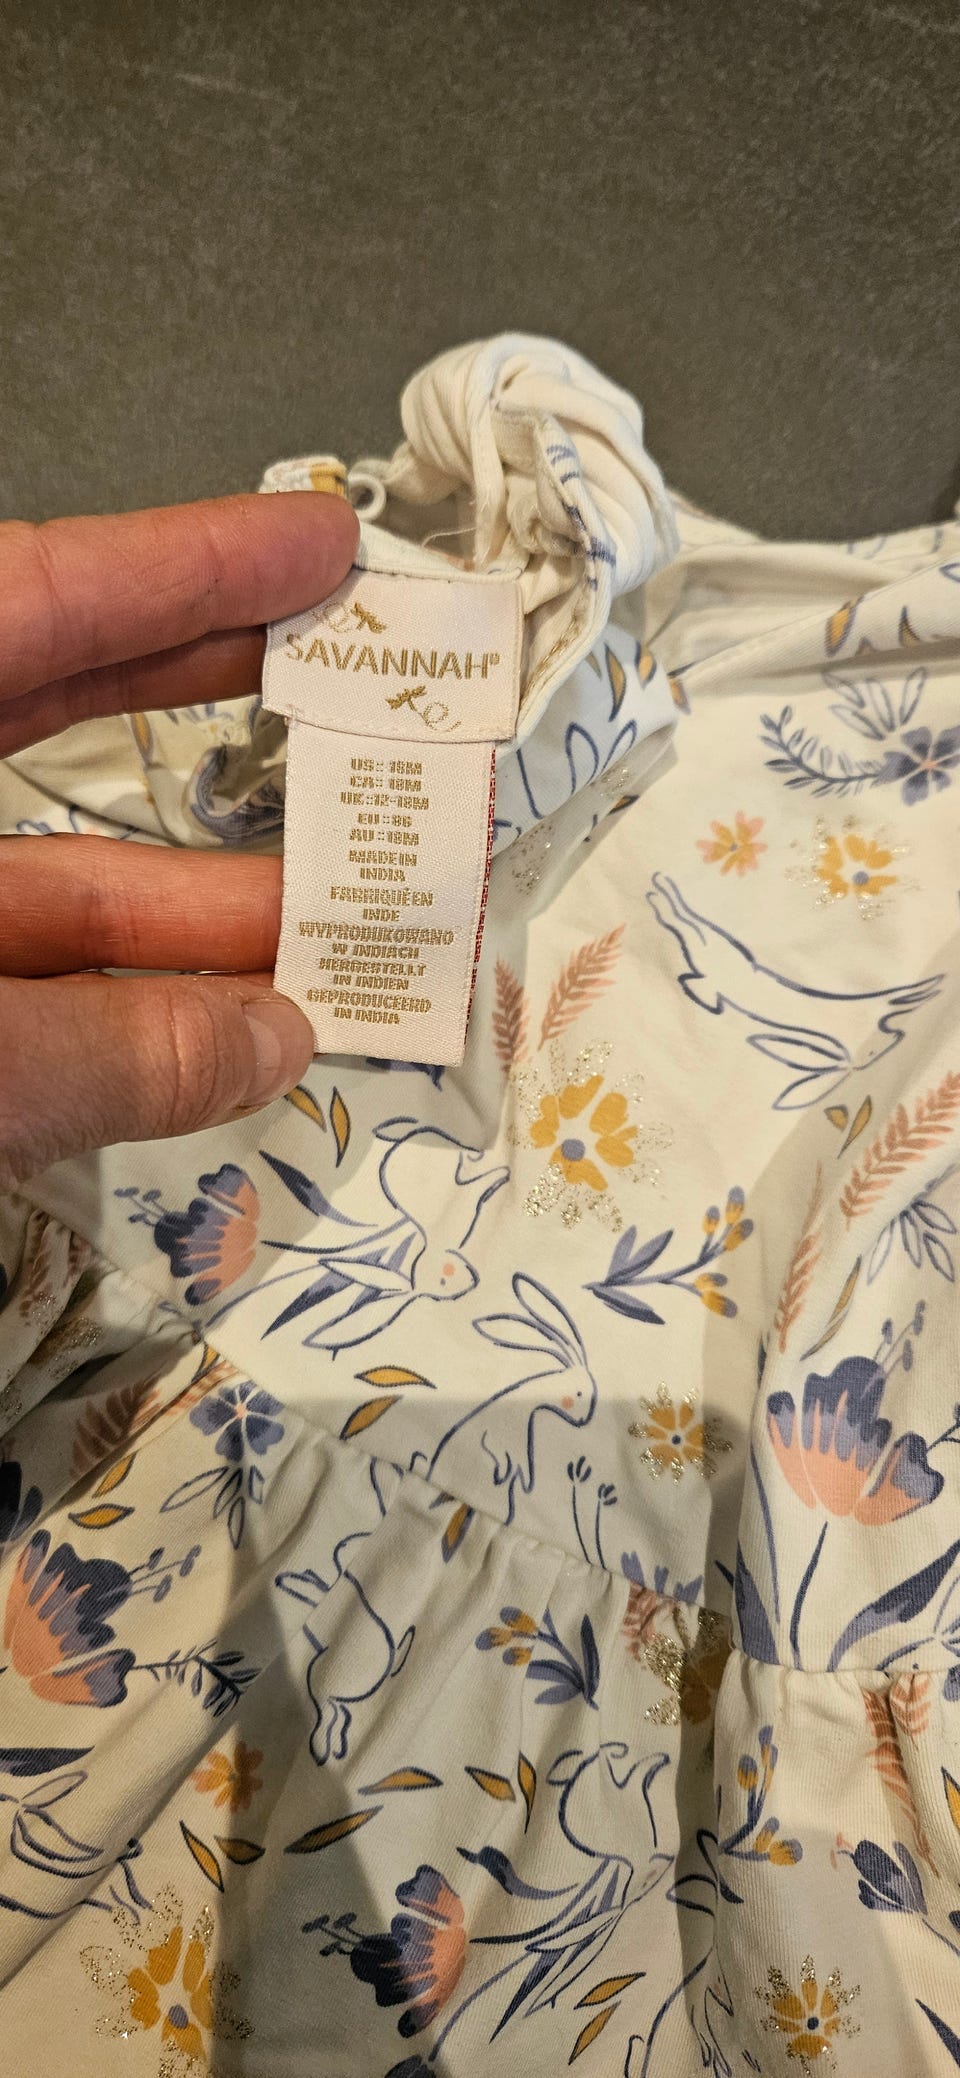 SAVANNAH®
US: 18M
CA: 18M
UK: 12-18M
EU: 86
AU: 18M
MADE IN
INDIA
FABRIQUÉ EN
INDE
WYPRODUKOWANO
W INDIACH
HERGESTELLT
IN INDIEN
GEPRODUCEERD
IN INDIA